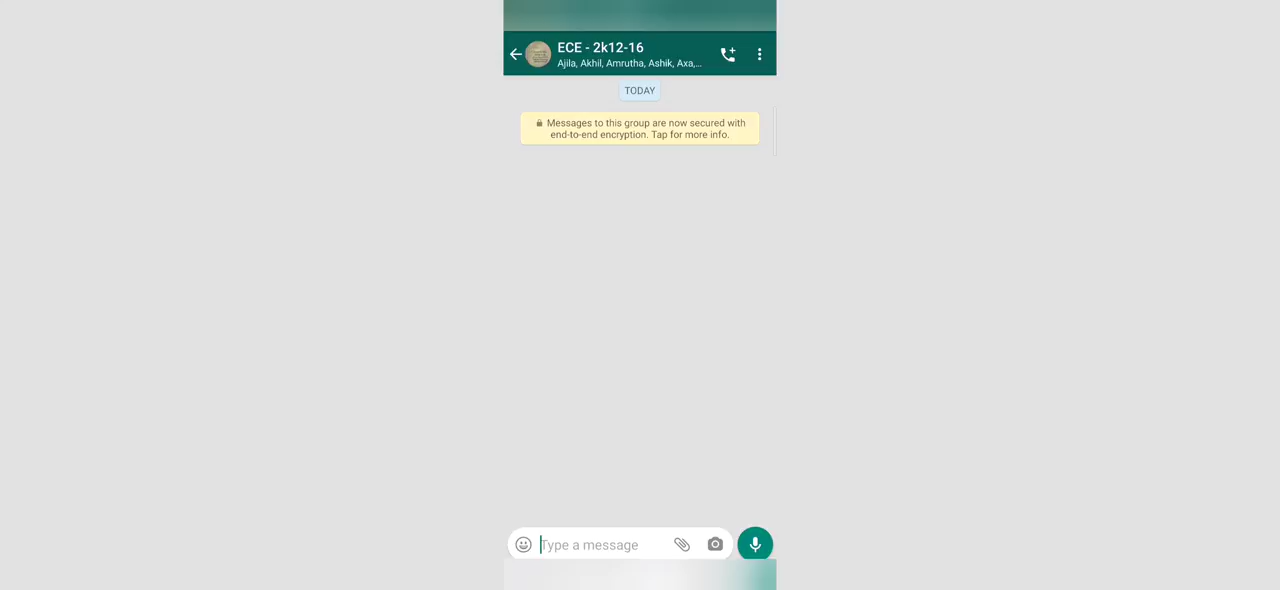 ECE - 2k12-16
Ajila, Akhil, Amrutha, Ashik, Axa,...
TODAY
Messages to this group are now secured with
end-to-end encryption. Tap for more info.
Type a message